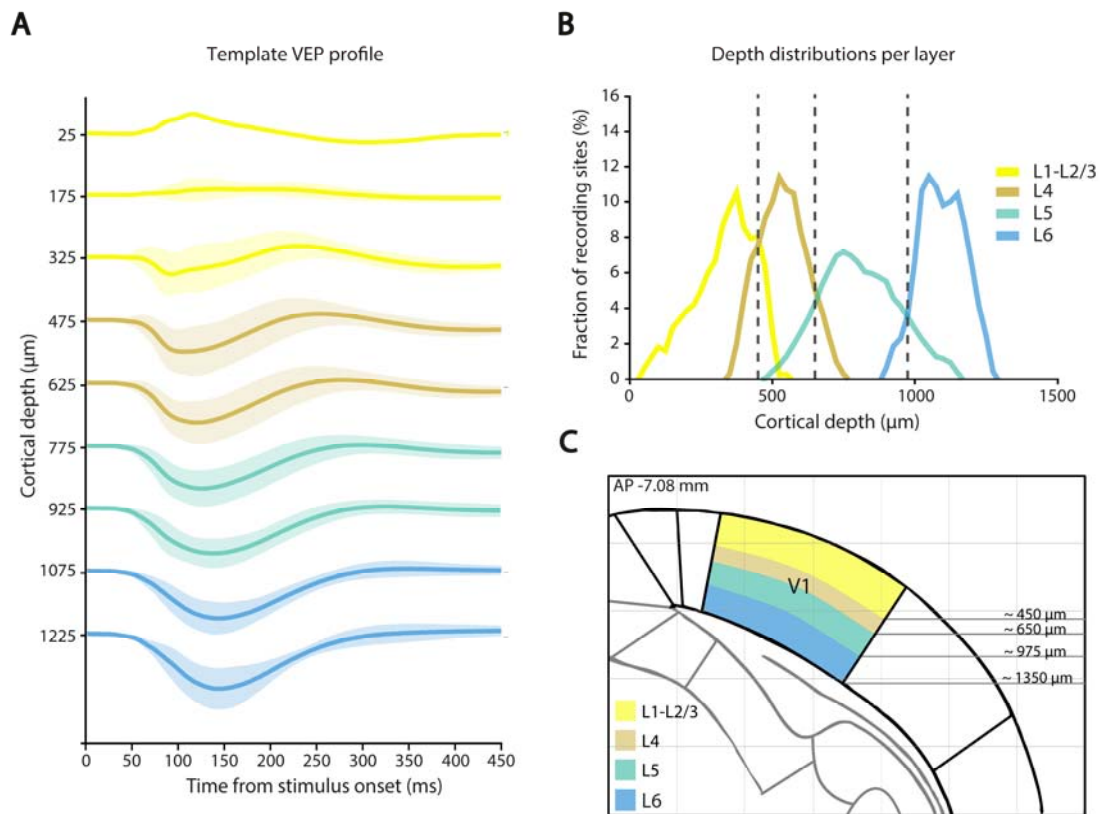 A
Template VEP profile
Cortical depth (µm)
25
175
325
475
625
775
925
1075
1225
0 50 100 150 200 250 300 350 400 450
Time from stimulus onset (ms)
B
Depth distributions per layer
Fraction of recording sites (%)
16
14
12
10
8
6
4
2
0
0 500 1000 1500
Cortical depth (µm)
L1-L2/3
L4
L5
L6
C
AP -7.08 mm
V1
~ 450 µm
~ 650 µm
~ 975 µm
~ 1350 µm
L1-L2/3
L4
L5
L6